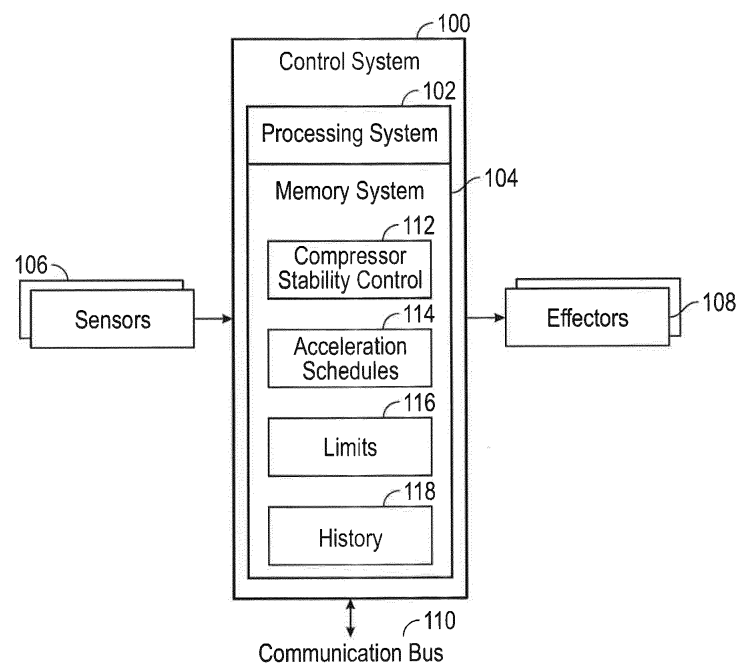 100
Control System
102
Processing System
Memory System
104
112
Compressor
Stability Control
106
Sensors
108
Effectors
114
Acceleration
Schedules
116
Limits
118
History
110
Communication Bus